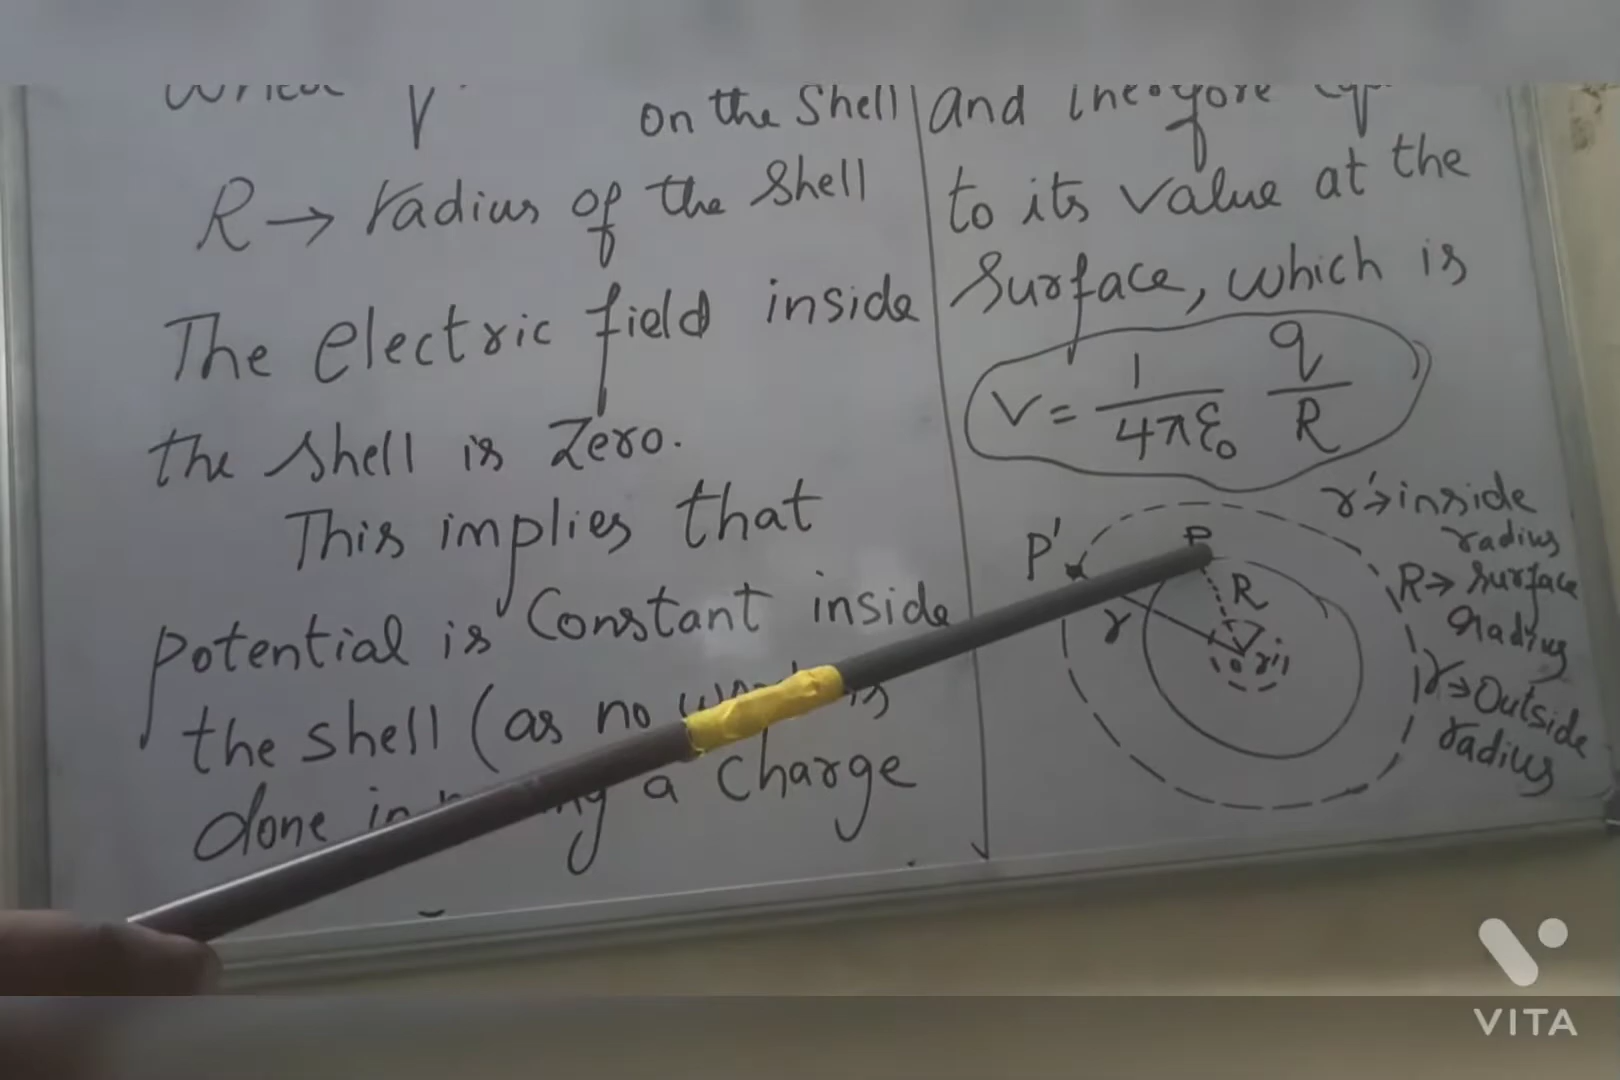 on the Shell
R → radius of the Shell
The electric field inside
the shell is Zero.
This implies that
potential is Constant inside
the shell (as no
done in a Charge
and therefore
to its value at the
Surface, which is
V = 1/4πε₀ q/R
P'
P
R
r
r'
r' → inside
radius
R → Surface
radius
r → Outside
radius
VITA